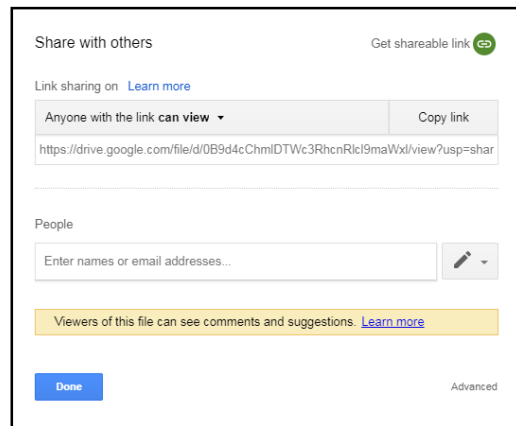 Share with others
Get shareable link
Link sharing on Learn more
Anyone with the link can view
Copy link
https://drive.google.com/file/d/0B9d4cChmIDTWc3RhcnRlcl9maWxl/view?usp=shar
People
Enter names or email addresses...
Viewers of this file can see comments and suggestions. Learn more
Done
Advanced